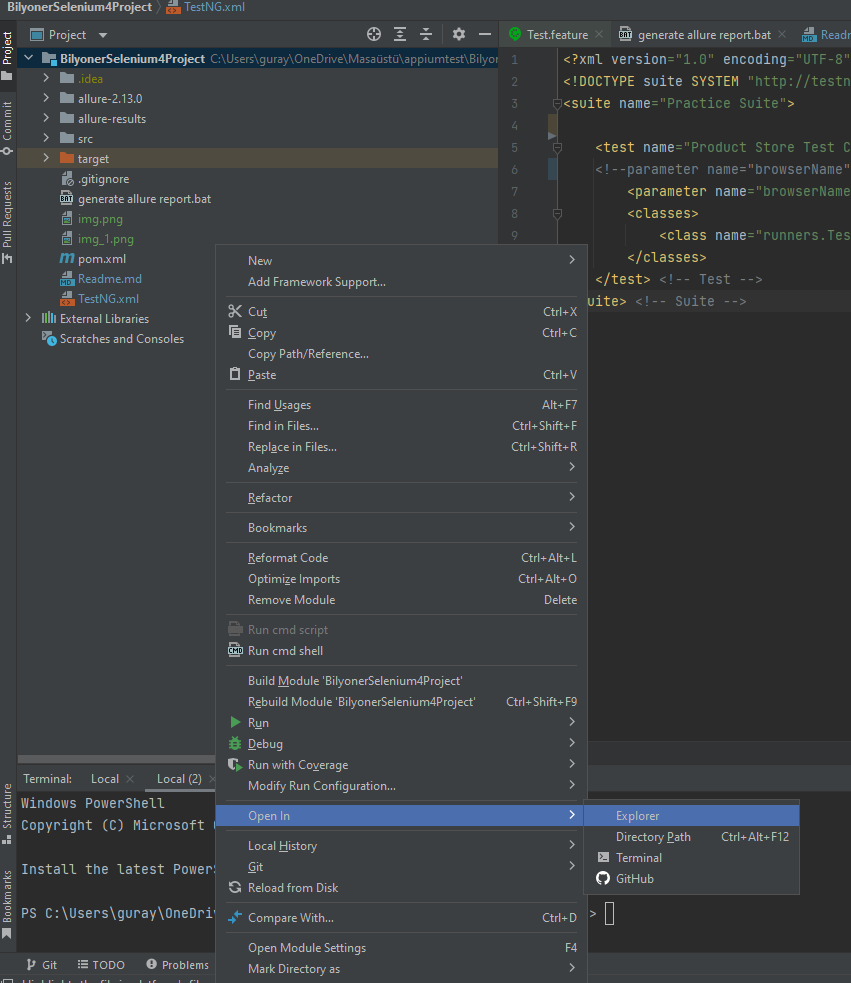 BilyonerSelenium4Project TestNG.xml
Project
Commit
Pull Requests
Structure
Bookmarks
Project
BilyonerSelenium4Project C:\Users\guray\OneDrive\Masaüstü\appiumtest\Bilyon
.idea
allure-2.13.0
allure-results
src
target
.gitignore
generate allure report.bat
img.png
img_1.png
pom.xml
Readme.md
TestNG.xml
External Libraries
Scratches and Consoles
Test.feature generate allure report.bat Readr
1 <?xml version="1.0" encoding="UTF-8"
2 <!DOCTYPE suite SYSTEM "http://testn
3 <suite name="Practice Suite">
4
5 <test name="Product Store Test C
6 <!--parameter name="browserName"
7 <parameter name="browserName
8 <classes>
9 <class name="runners.Tes
</classes>
</test> <!-- Test -->
uite> <!-- Suite -->
New
Add Framework Support...
Cut Ctrl+X
Copy Ctrl+C
Copy Path/Reference...
Paste Ctrl+V
Find Usages Alt+F7
Find in Files... Ctrl+Shift+F
Replace in Files... Ctrl+Shift+R
Analyze
Refactor
Bookmarks
Reformat Code Ctrl+Alt+L
Optimize Imports Ctrl+Alt+O
Remove Module Delete
Run cmd script
Run cmd shell
Build Module 'BilyonerSelenium4Project'
Rebuild Module 'BilyonerSelenium4Project' Ctrl+Shift+F9
Run
Debug
Run with Coverage
Modify Run Configuration...
Open In
Local History
Git
Reload from Disk
Compare With... Ctrl+D
Open Module Settings F4
Mark Directory as
Explorer
Directory Path Ctrl+Alt+F12
Terminal
GitHub
Terminal: Local Local (2)
Windows PowerShell
Copyright (C) Microsoft
Install the latest PowerS
PS C:\Users\guray\OneDriv > 
Git TODO Problems